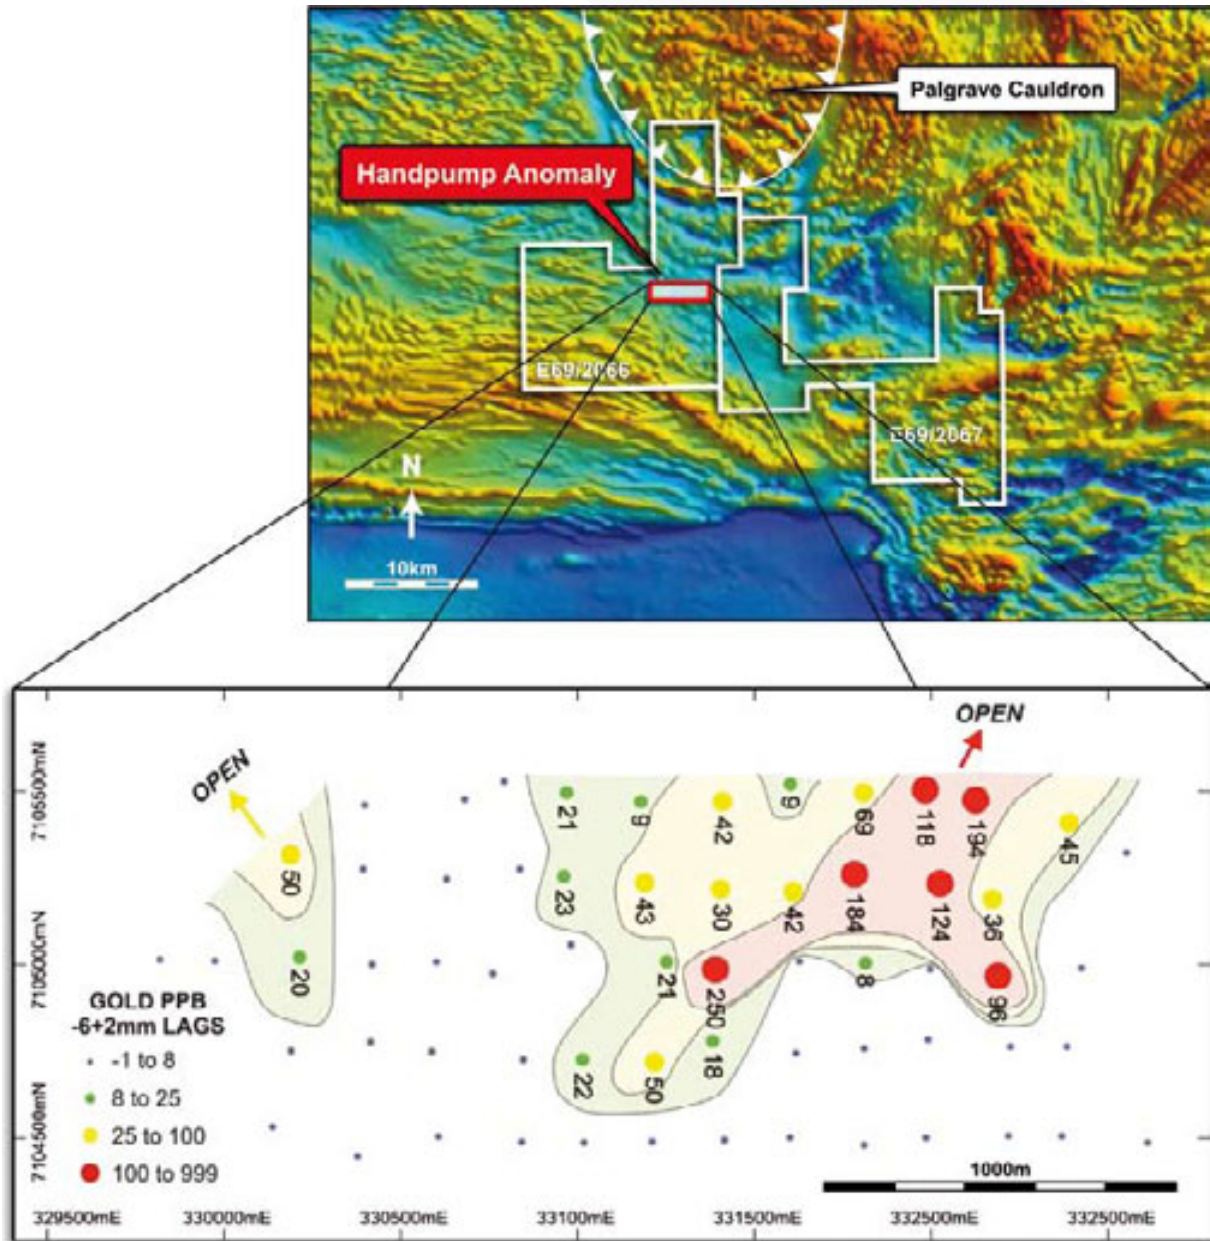 Palgrave Cauldron
Handpump Anomaly
E69/2066
E69/2067
N
10km
OPEN
OPEN
7105500mN
7105000mN
7104500mN
21
9
42
9
69
118
194
45
50
23
43
30
42
184
124
36
20
21
250
8
96
22
50
18
GOLD PPB
-6+2mm LAGS
-1 to 8
8 to 25
25 to 100
100 to 999
1000m
329500mE
330000mE
330500mE
33100mE
331500mE
332500mE
332500mE